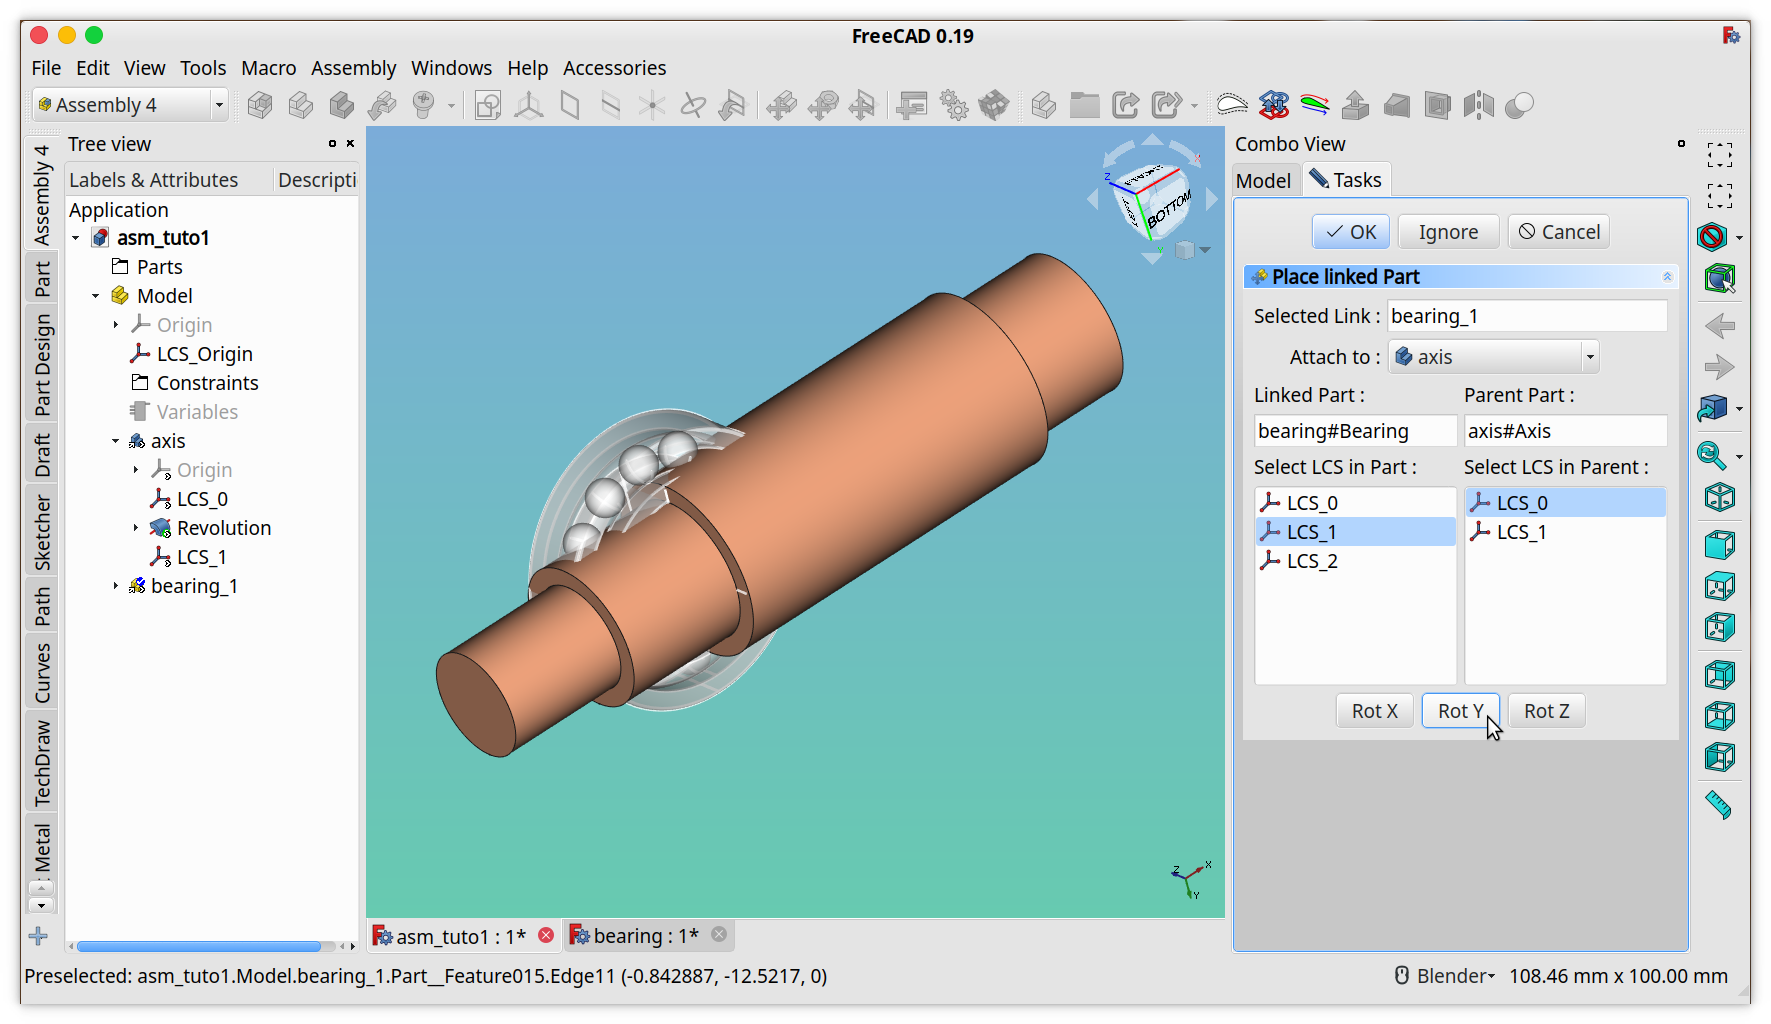 FreeCAD 0.19
File Edit View Tools Macro Assembly Windows Help Accessories
Assembly 4
Assembly 4
Part
Part Design
Draft
Sketcher
Path
Curves
TechDraw
Metal
Tree view
Labels & Attributes Descripti
Application
asm_tuto1
Parts
Model
Origin
LCS_Origin
Constraints
Variables
axis
Origin
LCS_0
Revolution
LCS_1
bearing_1
Z
BOTTOM
Y
Z X
Y
asm_tuto1 : 1*
bearing : 1*
Combo View
Model Tasks
OK Ignore Cancel
Place linked Part
Selected Link : bearing_1
Attach to : axis
Linked Part : Parent Part :
bearing#Bearing axis#Axis
Select LCS in Part : Select LCS in Parent :
LCS_0 LCS_0
LCS_1 LCS_1
LCS_2
Rot X Rot Y Rot Z
Preselected: asm_tuto1.Model.bearing_1.Part__Feature015.Edge11 (-0.842887, -12.5217, 0)
Blender 108.46 mm x 100.00 mm